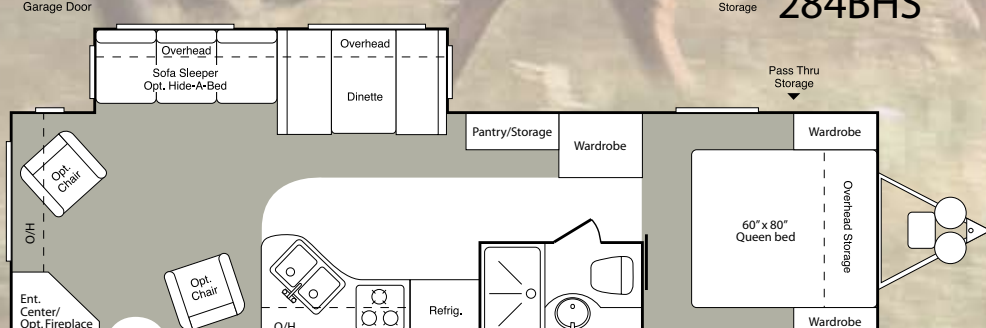 Garage Door
Storage
284BHS
Overhead
Sofa Sleeper
Opt. Hide-A-Bed
Overhead
Dinette
Pass Thru
Storage
Pantry/Storage
Wardrobe
Wardrobe
Opt.
Chair
O/H
60” x 80”
Queen bed
Overhead Storage
Opt.
Chair
Ent.
Center/
Opt. Fireplace
O/H
Refrig.
Wardrobe